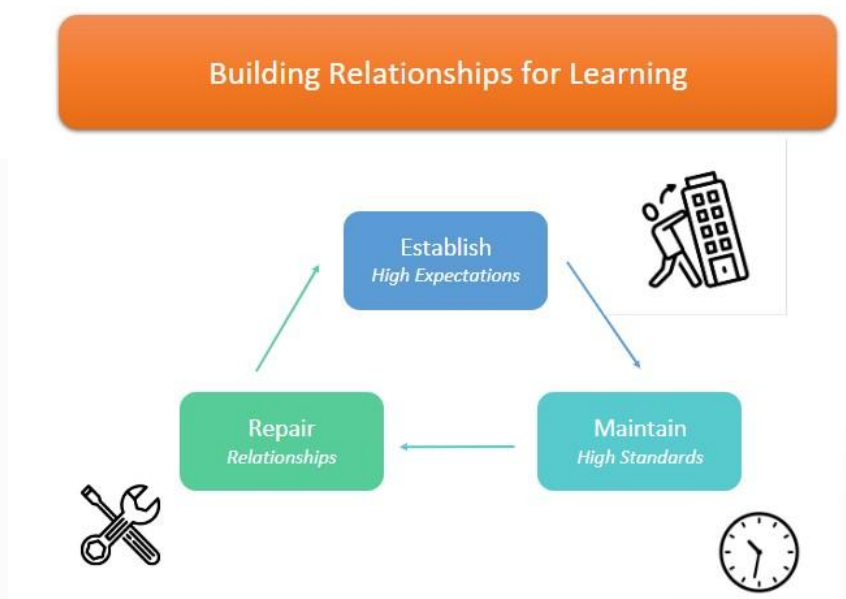 Building Relationships for Learning
Establish
High Expectations
Repair
Relationships
Maintain
High Standards